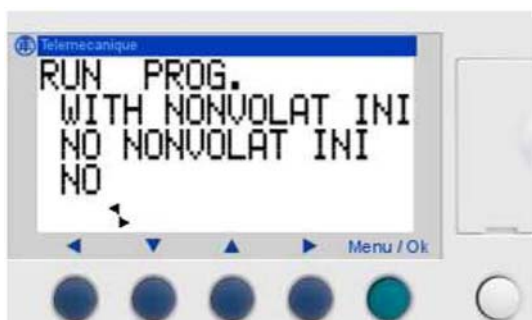 Telemecanique
RUN PROG.
WITH NONVOLAT INI
NO NONVOLAT INI
NO
Menu / Ok